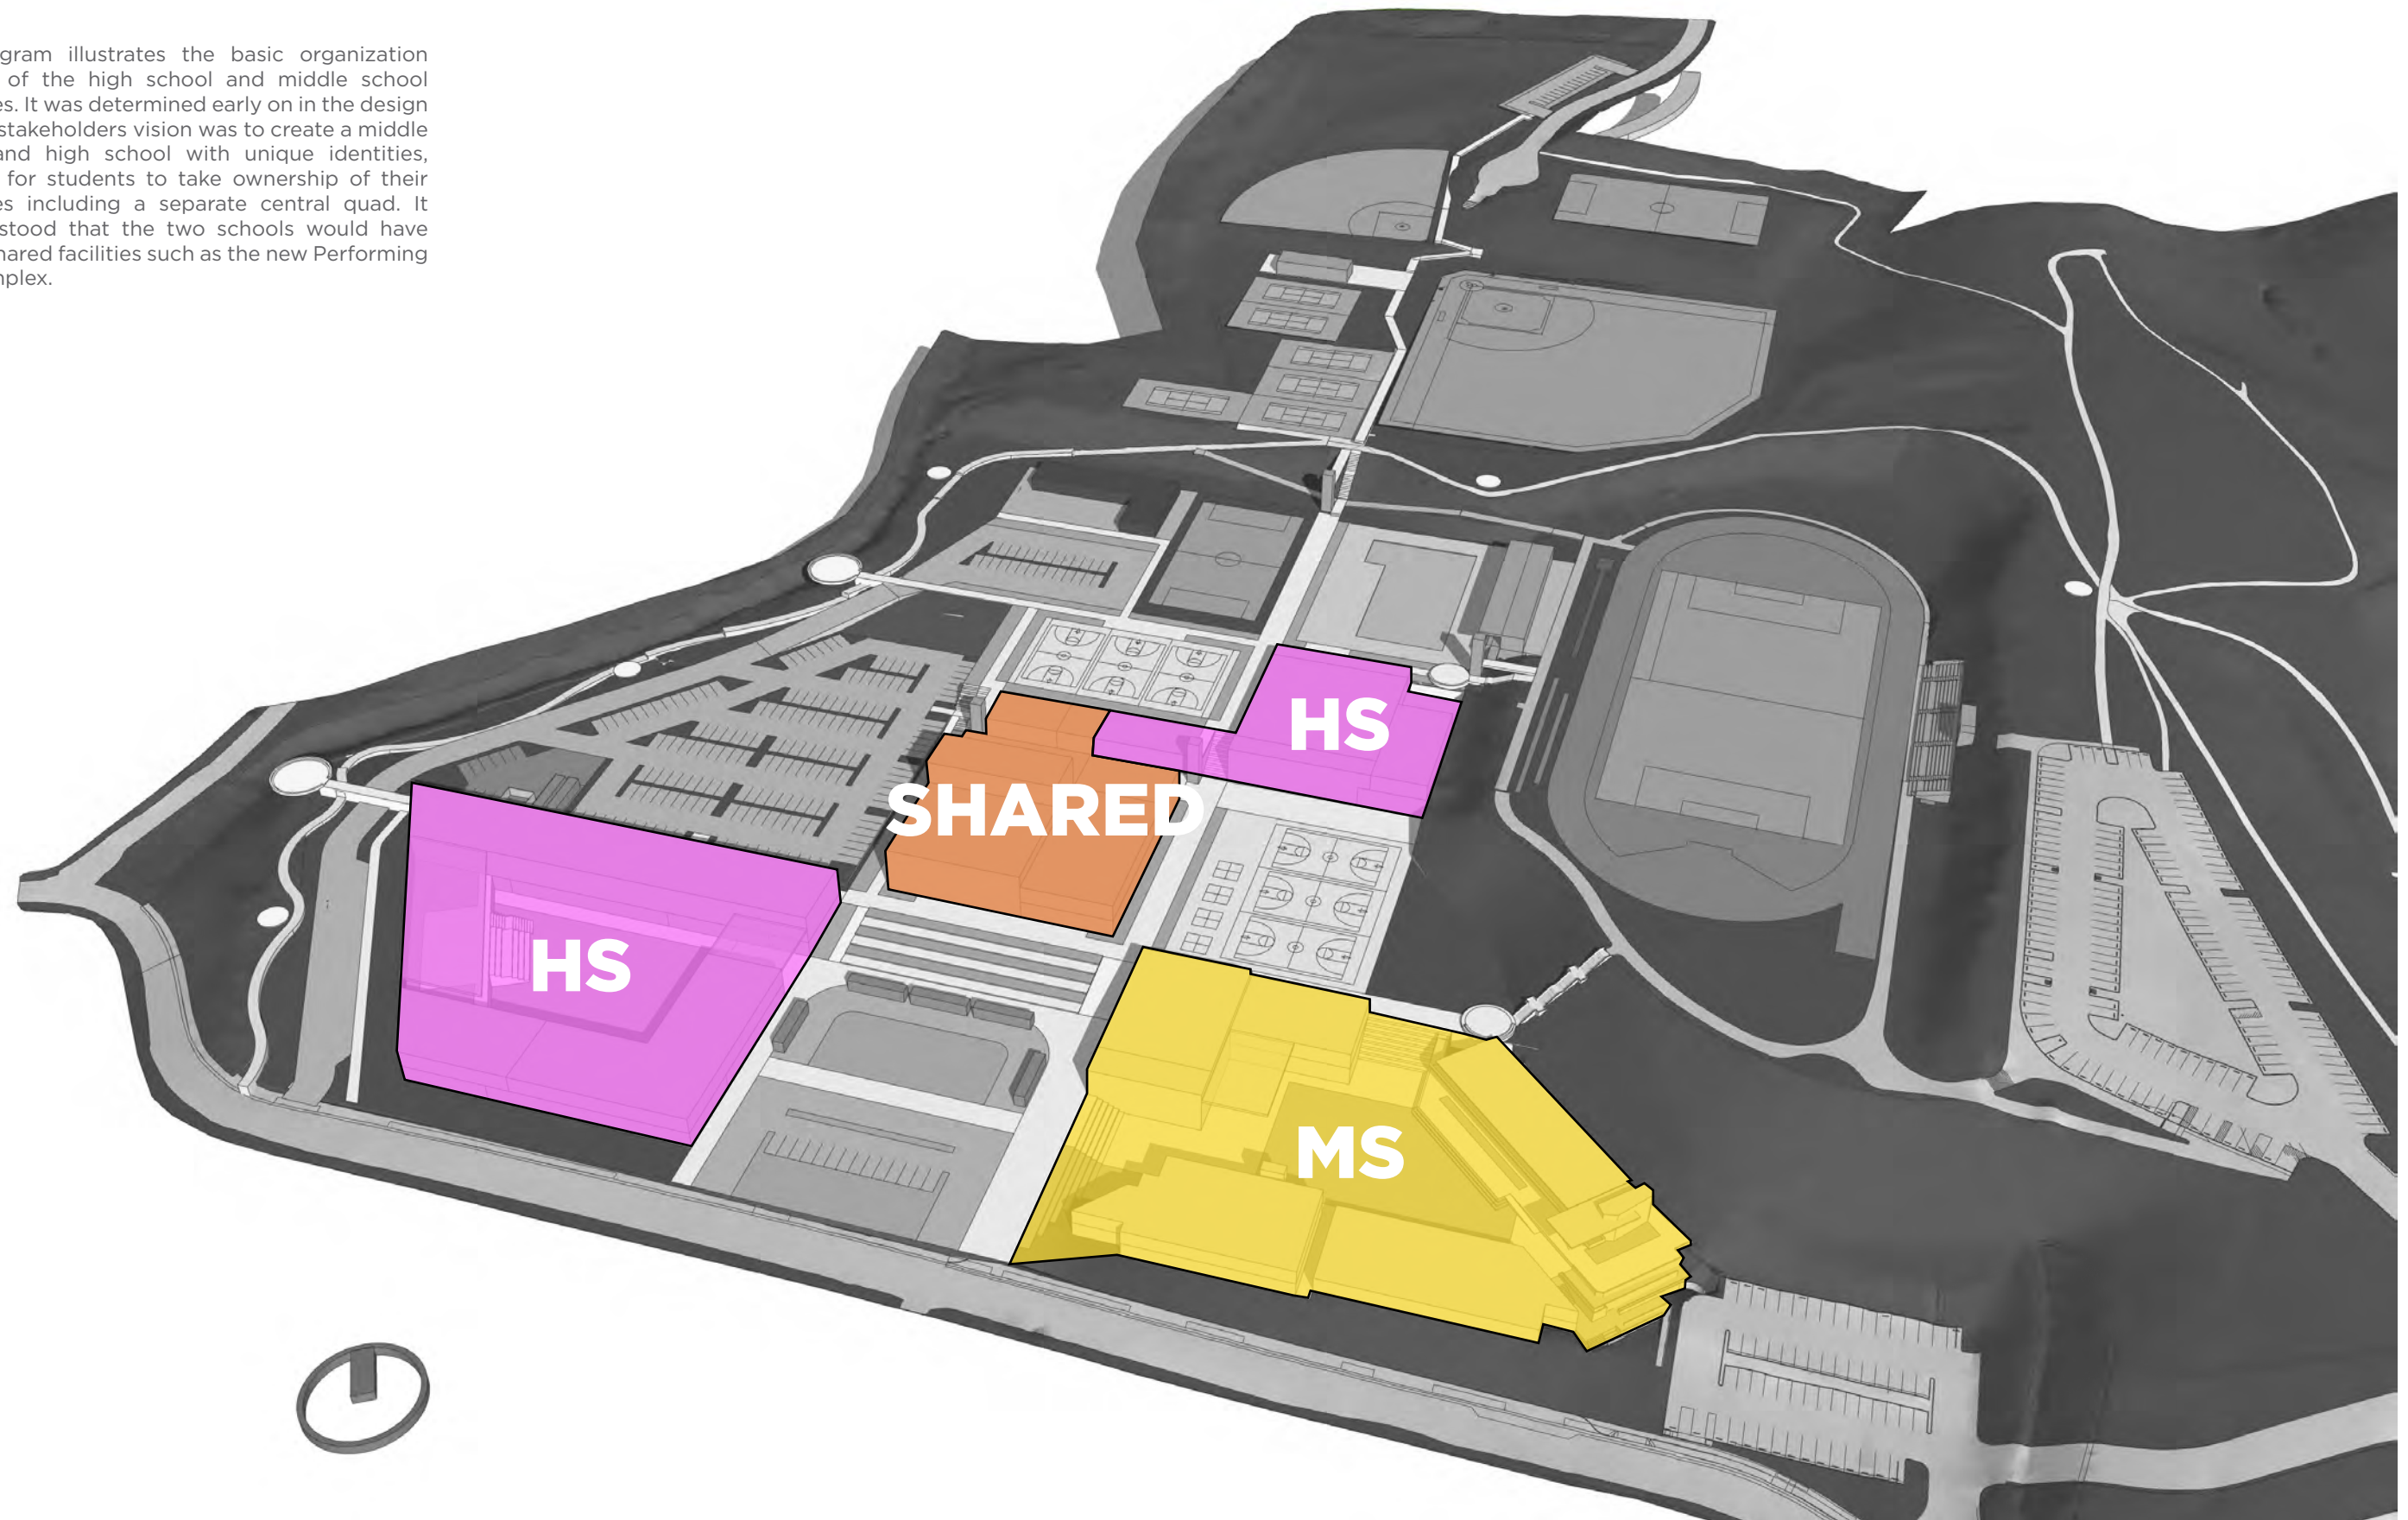 gram illustrates the basic organization
of the high school and middle school
es. It was determined early on in the design
stakeholders vision was to create a middle
and high school with unique identities,
for students to take ownership of their
es including a separate central quad. It
stood that the two schools would have
hared facilities such as the new Performing
nplex.
HS
SHARED
HS
MS